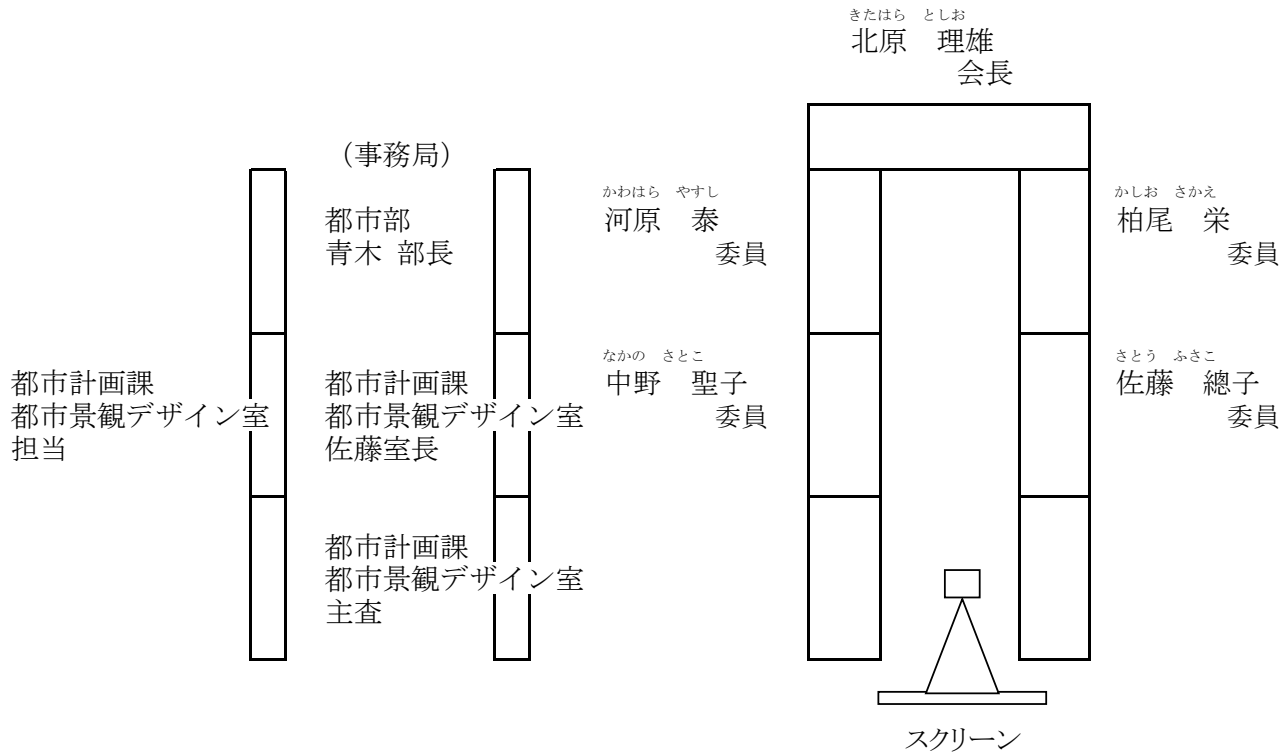 きたはら　としお
北原　理雄
会長
（事務局）
都市部
青木 部長
かわはら　やすし
河原　泰
委員
かしお　さかえ
柏尾　栄
委員
都市計画課
都市景観デザイン室
担当
都市計画課
都市景観デザイン室
佐藤室長
なかの　さとこ
中野　聖子
委員
さとう　ふさこ
佐藤　總子
委員
都市計画課
都市景観デザイン室
主査
スクリーン